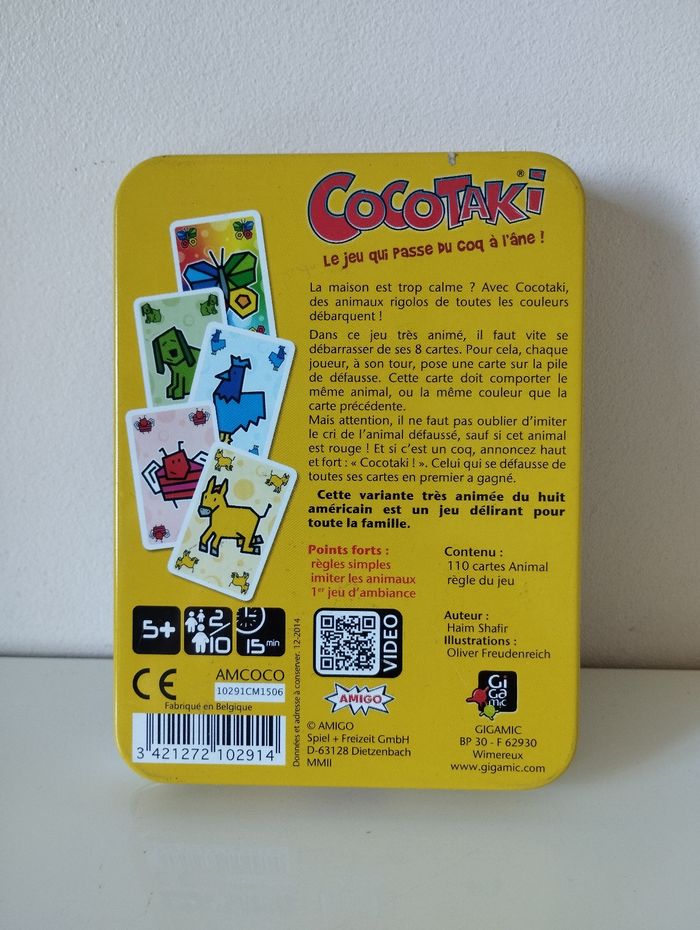 COCOTAKi®
Le jeu qui passe du coq à l'âne !
La maison est trop calme ? Avec Cocotaki,
des animaux rigolos de toutes les couleurs
débarquent !
Dans ce jeu très animé, il faut vite se
débarrasser de ses 8 cartes. Pour cela, chaque
joueur, à son tour, pose une carte sur la pile
de défausse. Cette carte doit comporter le
même animal, ou la même couleur que la
carte précédente.
Mais attention, il ne faut pas oublier d'imiter
le cri de l'animal défaussé, sauf si cet animal
est rouge ! Et si c'est un coq, annoncez haut
et fort : « Cocotaki ! ». Celui qui se défausse de
toutes ses cartes en premier a gagné.
Cette variante très animée du huit
américain est un jeu délirant pour
toute la famille.
Points forts :
règles simples
imiter les animaux
1er jeu d'ambiance
Contenu :
110 cartes Animal
règle du jeu
Auteur :
Haim Shafir
Illustrations :
Oliver Freudenreich
5+
2/10
15 min
VIDEO
CE
AMCOCO
10291CM1506
Fabriqué en Belgique
3 421272 102914
Données et adresse à conserver. 12-2014
AMIGO
© AMIGO
Spiel + Freizeit GmbH
D-63128 Dietzenbach
MMII
GiGamic
GIGAMIC
BP 30 - F 62930
Wimereux
www.gigamic.com